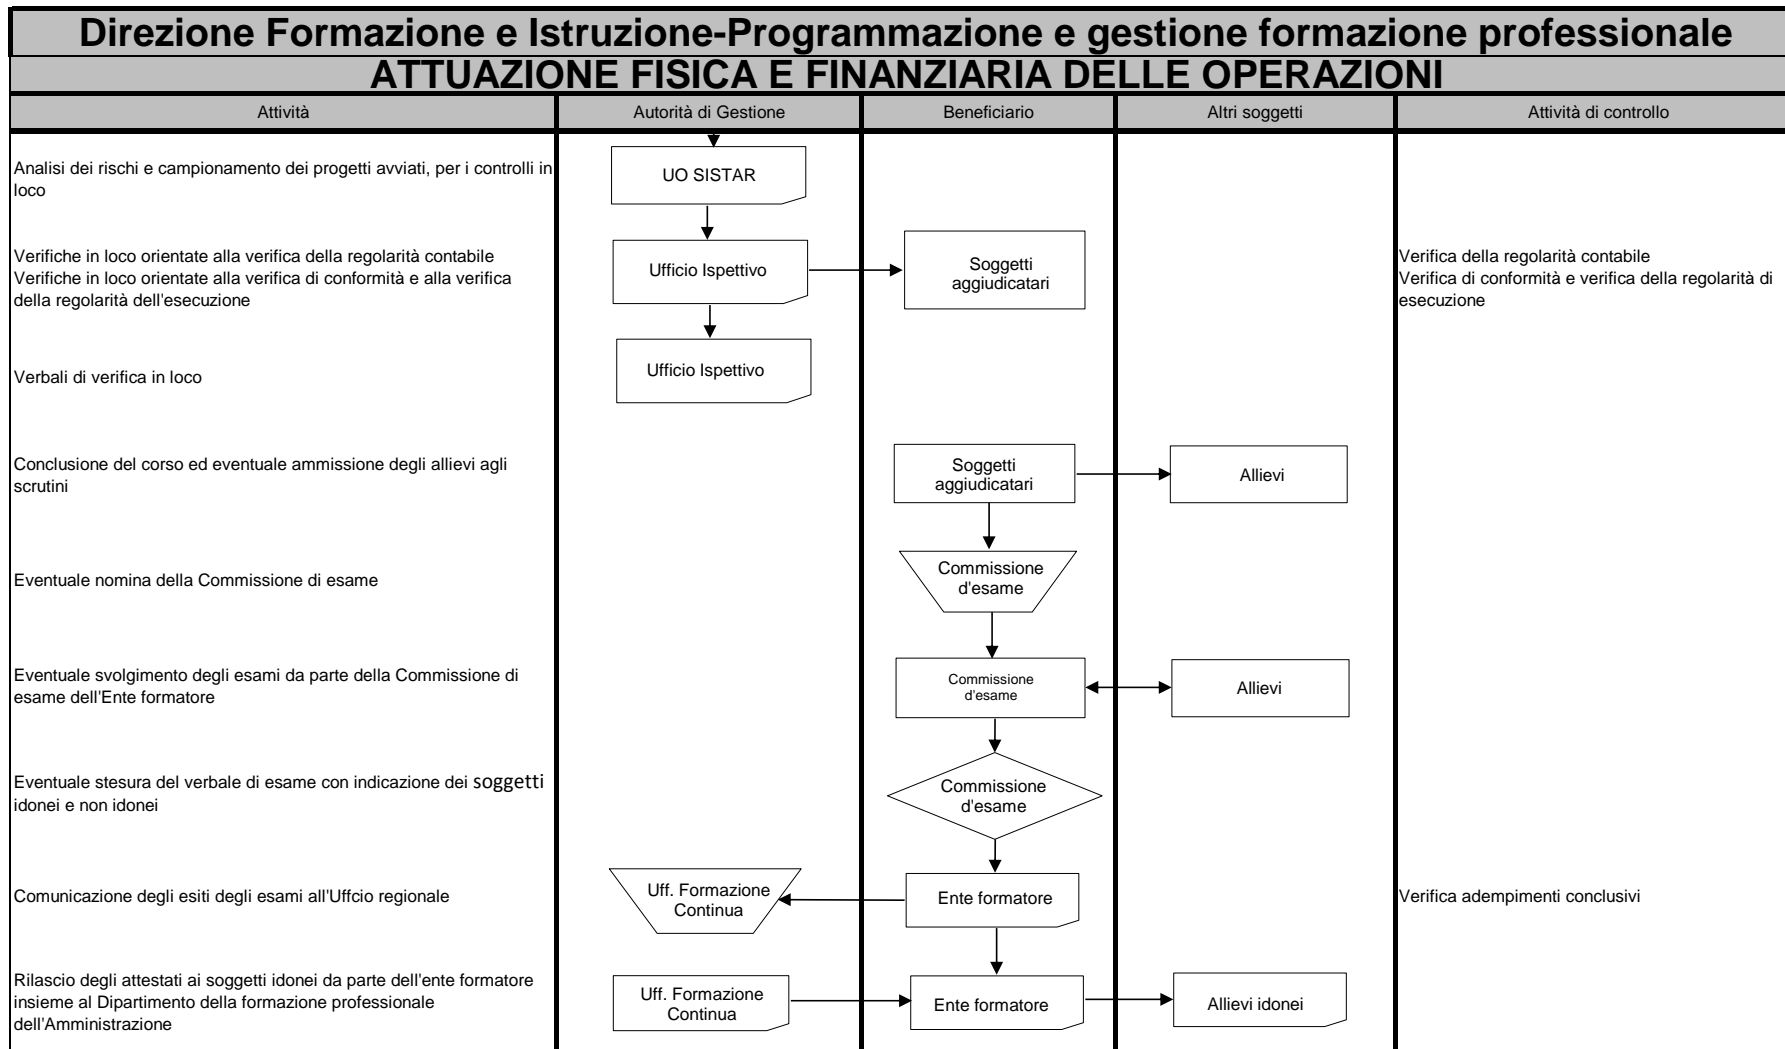 Direzione Formazione e Istruzione-Programmazione e gestione formazione professionale
ATTUAZIONE FISICA E FINANZIARIA DELLE OPERAZIONI
Attività
Autorità di Gestione
Beneficiario
Altri soggetti
Attività di controllo
Analisi dei rischi e campionamento dei progetti avviati, per i controlli in
loco
UO SISTAR
Verifiche in loco orientate alla verifica della regolarità contabile
Verifiche in loco orientate alla verifica di conformità e alla verifica
della regolarità dell'esecuzione
Ufficio Ispettivo
Soggetti
aggiudicatari
Verifica della regolarità contabile
Verifica di conformità e verifica della regolarità di
esecuzione
Verbali di verifica in loco
Ufficio Ispettivo
Conclusione del corso ed eventuale ammissione degli allievi agli
scrutini
Soggetti
aggiudicatari
Allievi
Eventuale nomina della Commissione di esame
Commissione
d'esame
Eventuale svolgimento degli esami da parte della Commissione di
esame dell'Ente formatore
Commissione
d'esame
Allievi
Eventuale stesura del verbale di esame con indicazione dei soggetti
idonei e non idonei
Commissione
d'esame
Comunicazione degli esiti degli esami all'Uffcio regionale
Uff. Formazione
Continua
Ente formatore
Verifica adempimenti conclusivi
Rilascio degli attestati ai soggetti idonei da parte dell'ente formatore
insieme al Dipartimento della formazione professionale
dell'Amministrazione
Uff. Formazione
Continua
Ente formatore
Allievi idonei